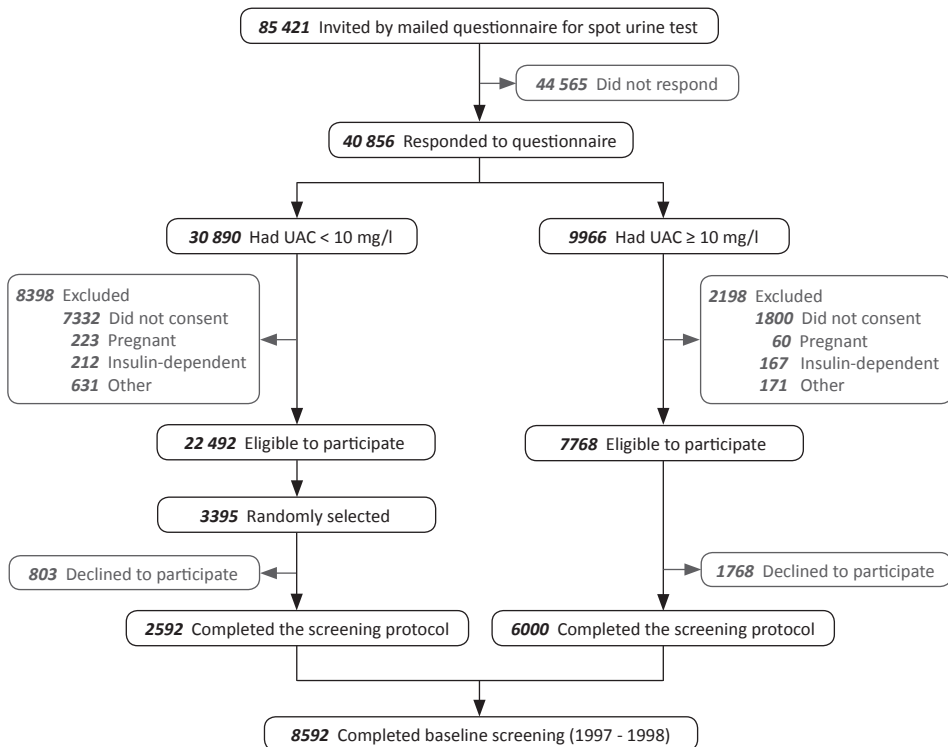 85 421 Invited by mailed questionnaire for spot urine test
44 565 Did not respond
40 856 Responded to questionnaire
30 890 Had UAC < 10 mg/l
9966 Had UAC ≥ 10 mg/l
8398 Excluded
7332 Did not consent
223 Pregnant
212 Insulin-dependent
631 Other
2198 Excluded
1800 Did not consent
60 Pregnant
167 Insulin-dependent
171 Other
22 492 Eligible to participate
7768 Eligible to participate
3395 Randomly selected
803 Declined to participate
1768 Declined to participate
2592 Completed the screening protocol
6000 Completed the screening protocol
8592 Completed baseline screening (1997 - 1998)